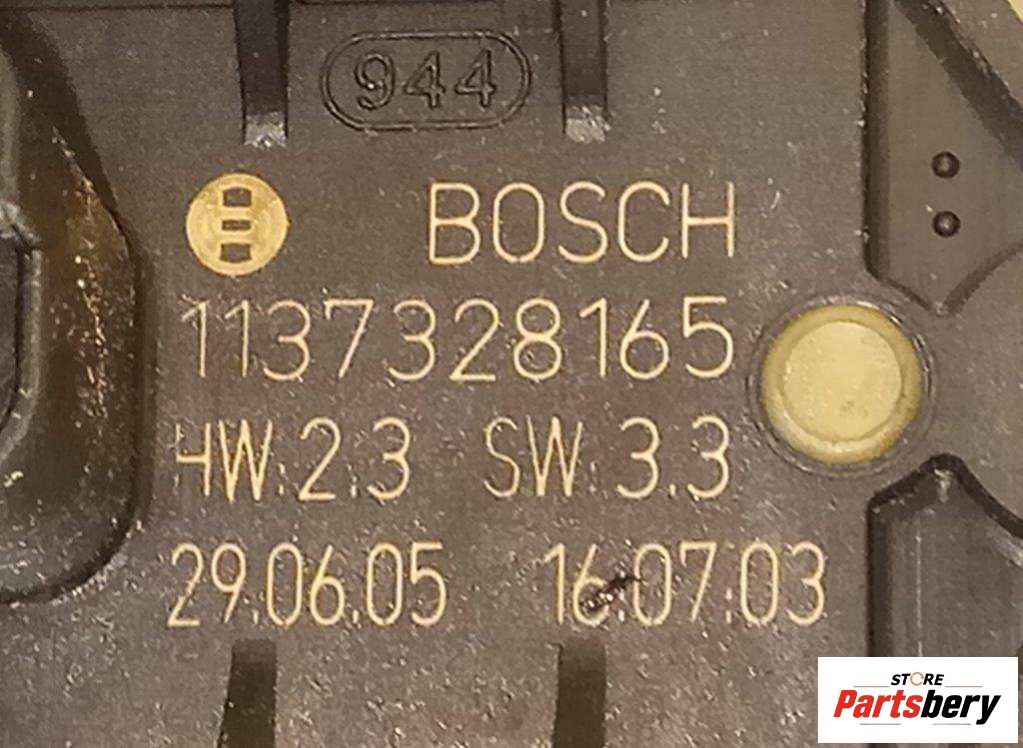 944
BOSCH
1137328165
HW:2.3 SW:3.3
29.06.05 16:07:03
STORE
Partsbery